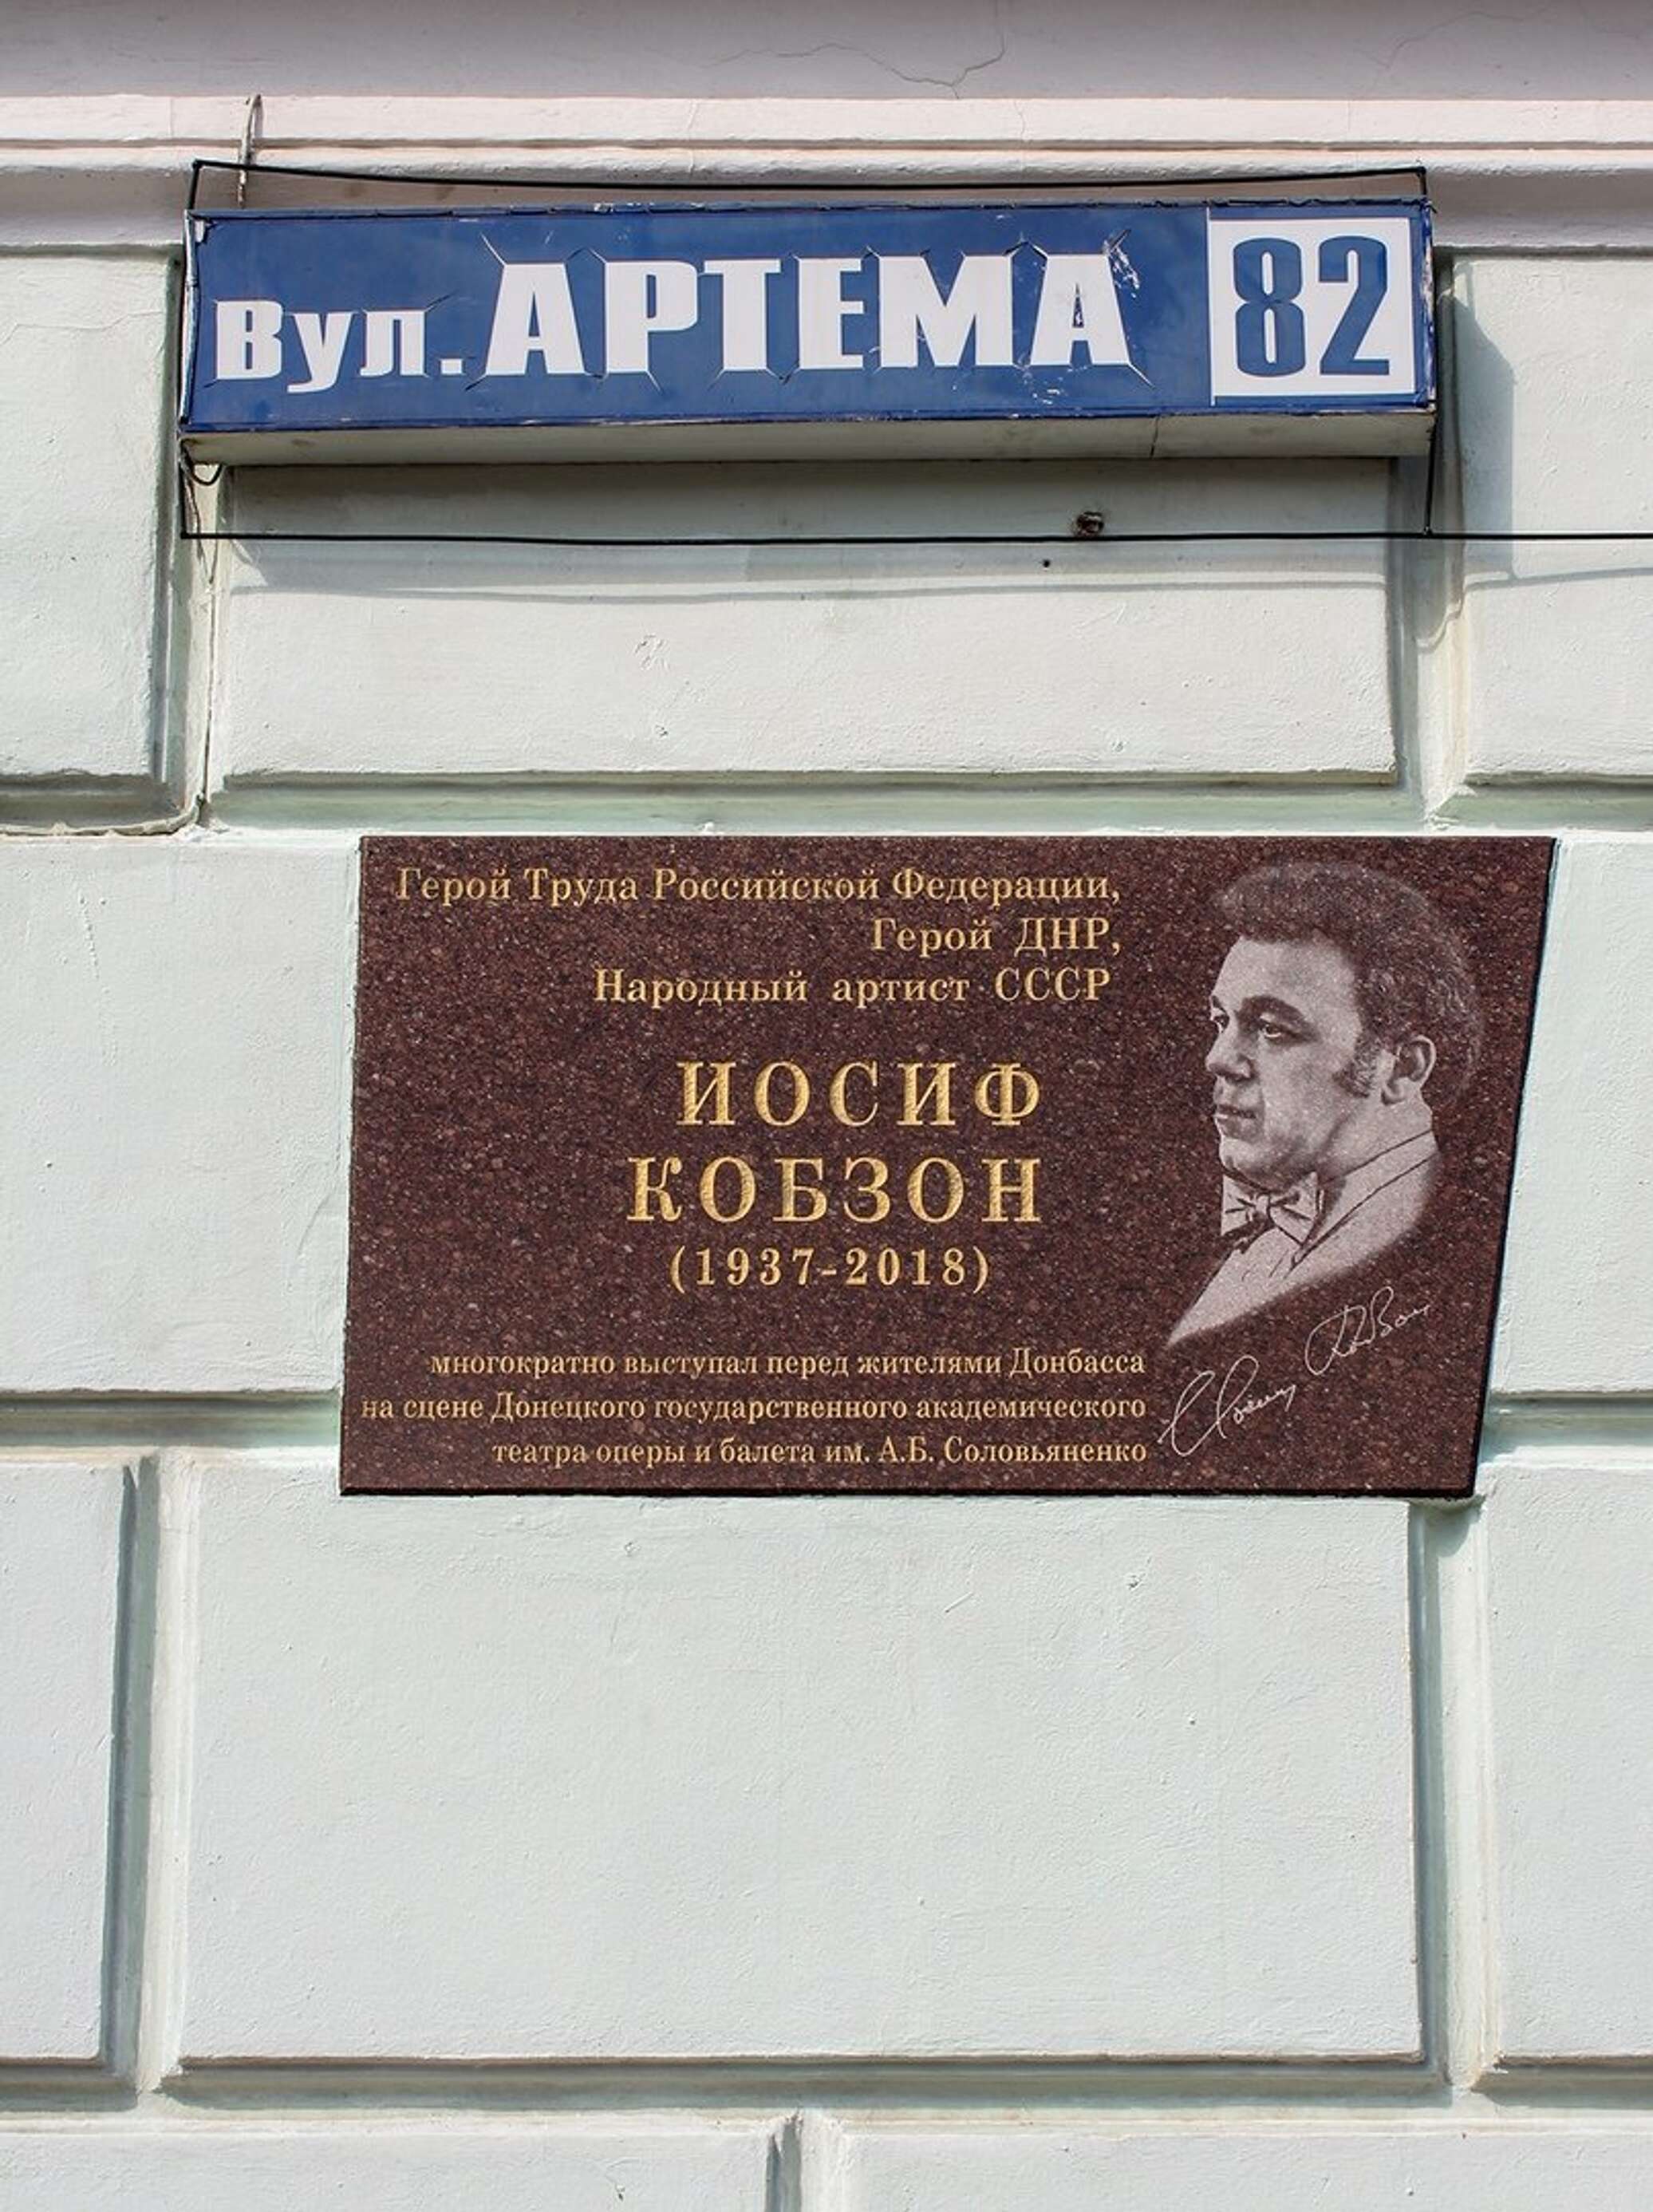 Вул. АРТЕМА 82
Герой Труда Российской Федерации,
Герой ДНР,
Народный артист СССР
ИОСИФ
КОБЗОН
(1937-2018)
многократно выступал перед жителями Донбасса
на сцене Донецкого государственного академического
театра оперы и балета им. А.Б. Соловьяненко